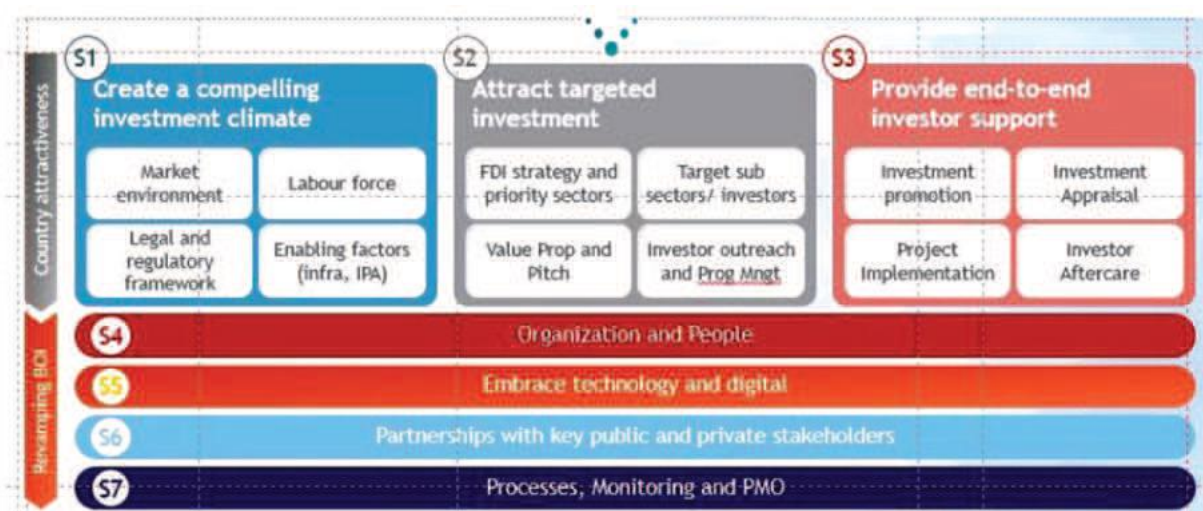 S1
Create a compelling
investment climate
Market
environment
Labour force
Legal and
regulatory
framework
Enabling factors
(infra, IPA)
S2
Attract targeted
investment
FDI strategy and
priority sectors
Target sub
sectors/ investors
Value Prop and
Pitch
Investor outreach
and Prog Mngt
S3
Provide end-to-end
investor support
Investment
promotion
Investment
Appraisal
Project
Implementation
Investor
Aftercare
Country attractiveness
S4
Organization and People
S5
Embrace technology and digital
S6
Partnerships with key public and private stakeholders
S7
Processes, Monitoring and PMO
Revamping BOI